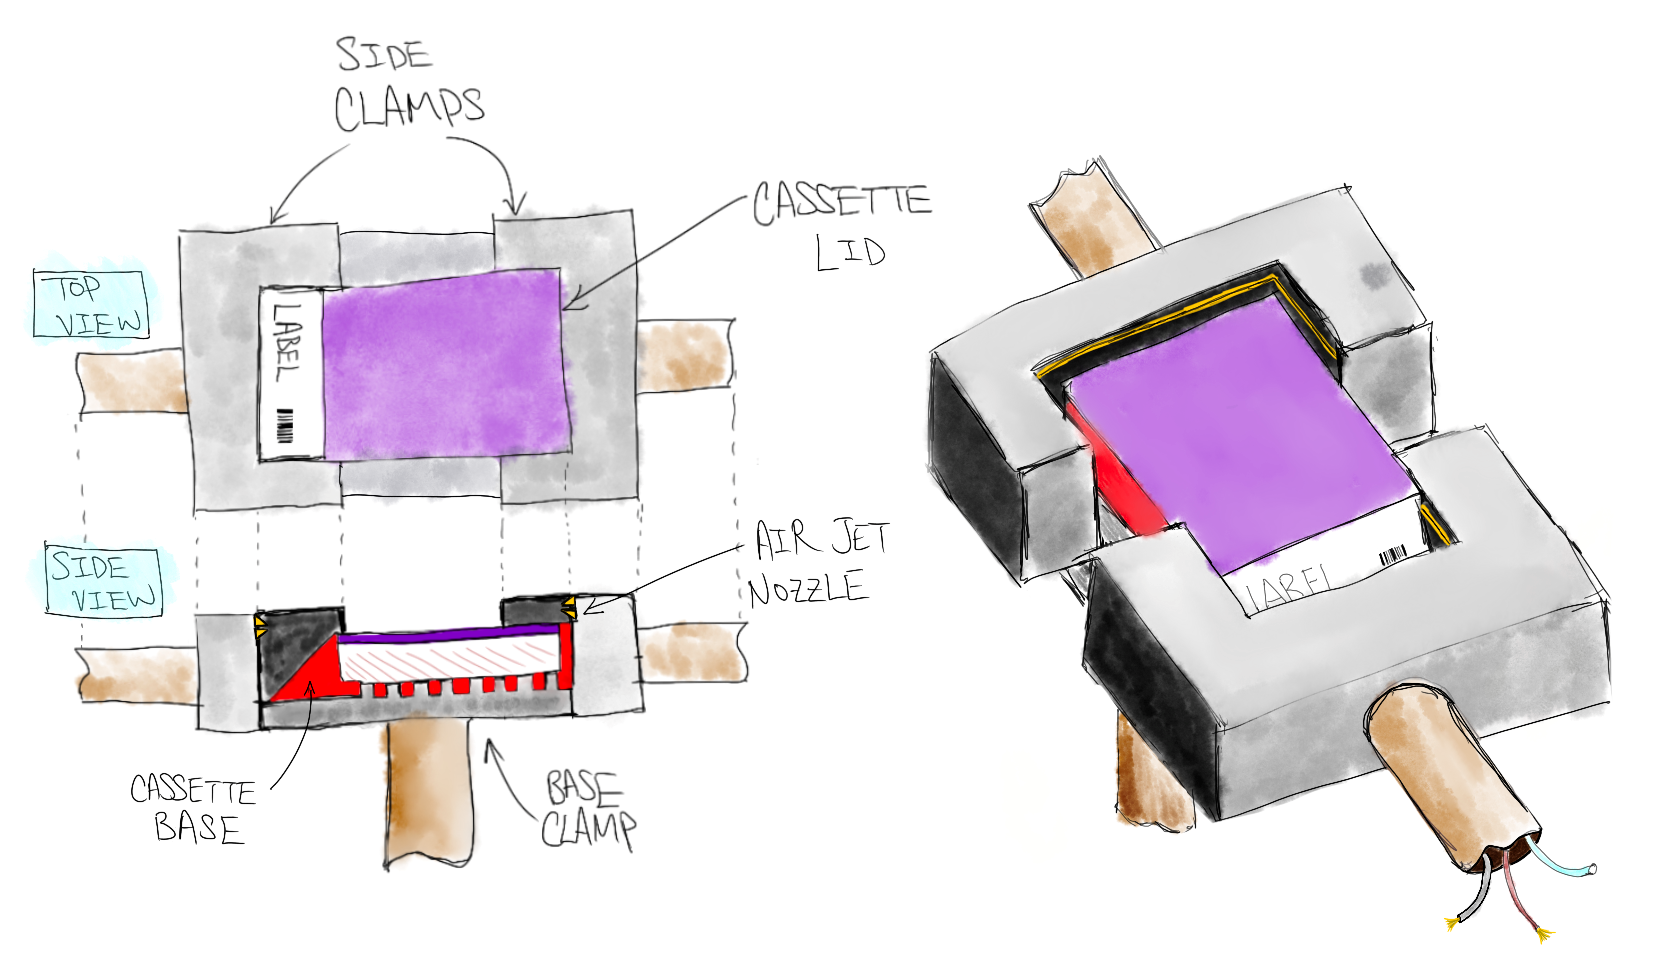 SIDE
CLAMPS
CASSETTE
LID
TOP
VIEW
LABEL
SIDE
VIEW
AIR JET
NOZZLE
CASSETTE
BASE
BASE
CLAMP
LABEL